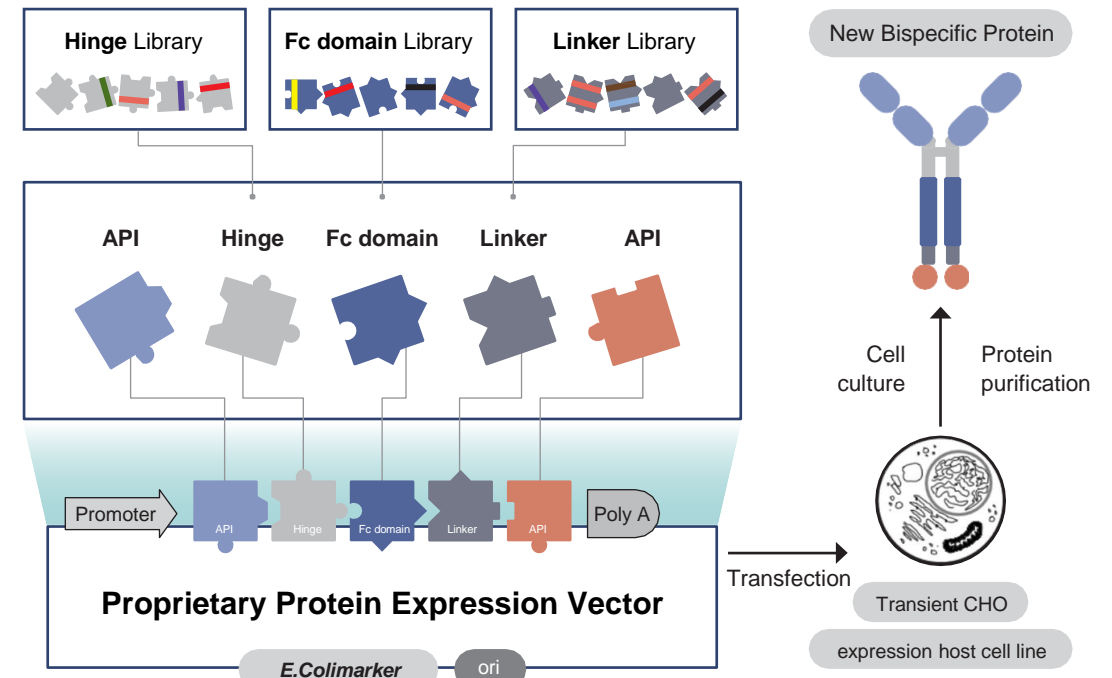 Hinge Library
Fc domain Library
Linker Library
New Bispecific Protein
API
Hinge
Fc domain
Linker
API
Cell
culture
Protein
purification
Promoter
API
Hinge
Fc domain
Linker
API
Poly A
Transfection
Proprietary Protein Expression Vector
Transient CHO
expression host cell line
E.Colimarker
ori